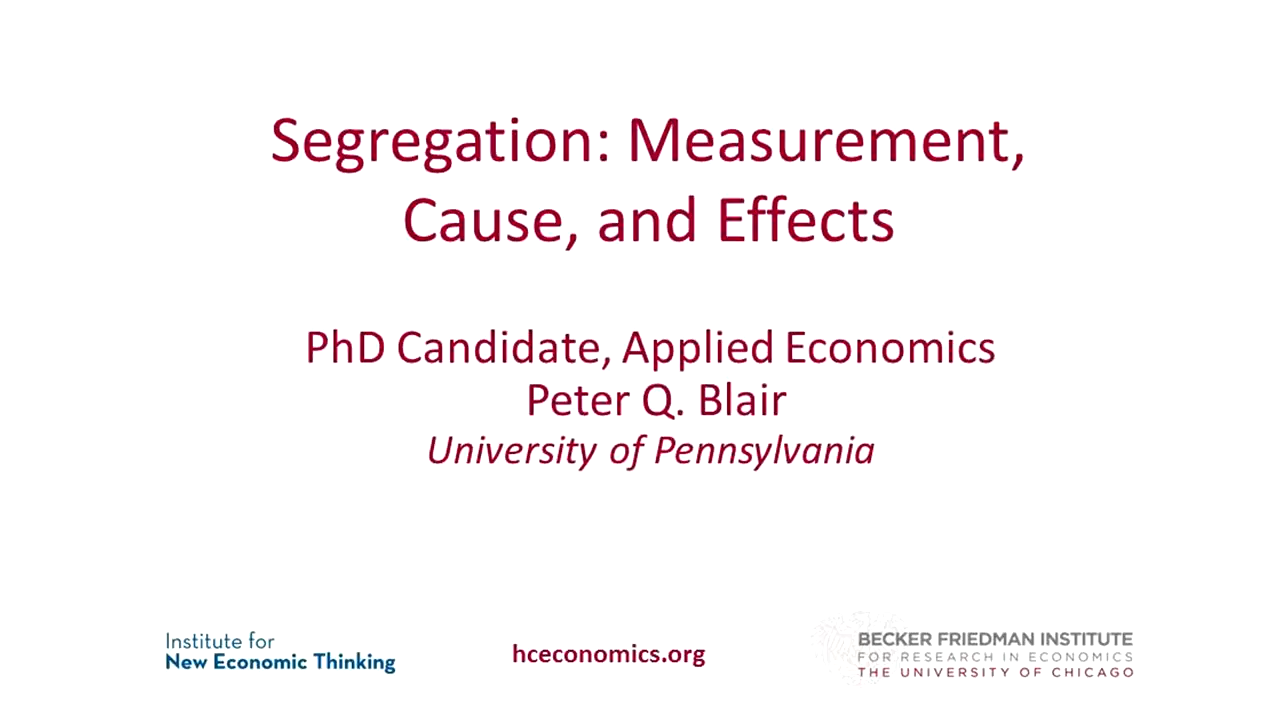 Segregation: Measurement,
Cause, and Effects
PhD Candidate, Applied Economics
Peter Q. Blair
University of Pennsylvania
Institute for
New Economic Thinking
hceconomics.org
BECKER FRIEDMAN INSTITUTE
FOR RESEARCH IN ECONOMICS
THE UNIVERSITY OF CHICAGO